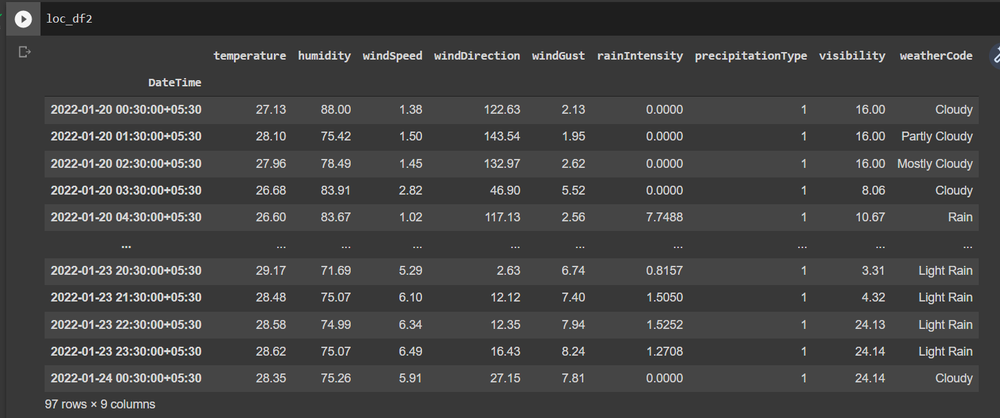 loc_df2
temperature humidity windSpeed windDirection windGust rainIntensity precipitationType visibility weatherCode
DateTime
2022-01-20 00:30:00+05:30 27.13 88.00 1.38 122.63 2.13 0.0000 1 16.00 Cloudy
2022-01-20 01:30:00+05:30 28.10 75.42 1.50 143.54 1.95 0.0000 1 16.00 Partly Cloudy
2022-01-20 02:30:00+05:30 27.96 78.49 1.45 132.97 2.62 0.0000 1 16.00 Mostly Cloudy
2022-01-20 03:30:00+05:30 26.68 83.91 2.82 46.90 5.52 0.0000 1 8.06 Cloudy
2022-01-20 04:30:00+05:30 26.60 83.67 1.02 117.13 2.56 7.7488 1 10.67 Rain
... ... ... ... ... ... ... ... ... ...
2022-01-23 20:30:00+05:30 29.17 71.69 5.29 2.63 6.74 0.8157 1 3.31 Light Rain
2022-01-23 21:30:00+05:30 28.48 75.07 6.10 12.12 7.40 1.5050 1 4.32 Light Rain
2022-01-23 22:30:00+05:30 28.58 74.99 6.34 12.35 7.94 1.5252 1 24.13 Light Rain
2022-01-23 23:30:00+05:30 28.62 75.07 6.49 16.43 8.24 1.2708 1 24.14 Light Rain
2022-01-24 00:30:00+05:30 28.35 75.26 5.91 27.15 7.81 0.0000 1 24.14 Cloudy
97 rows × 9 columns